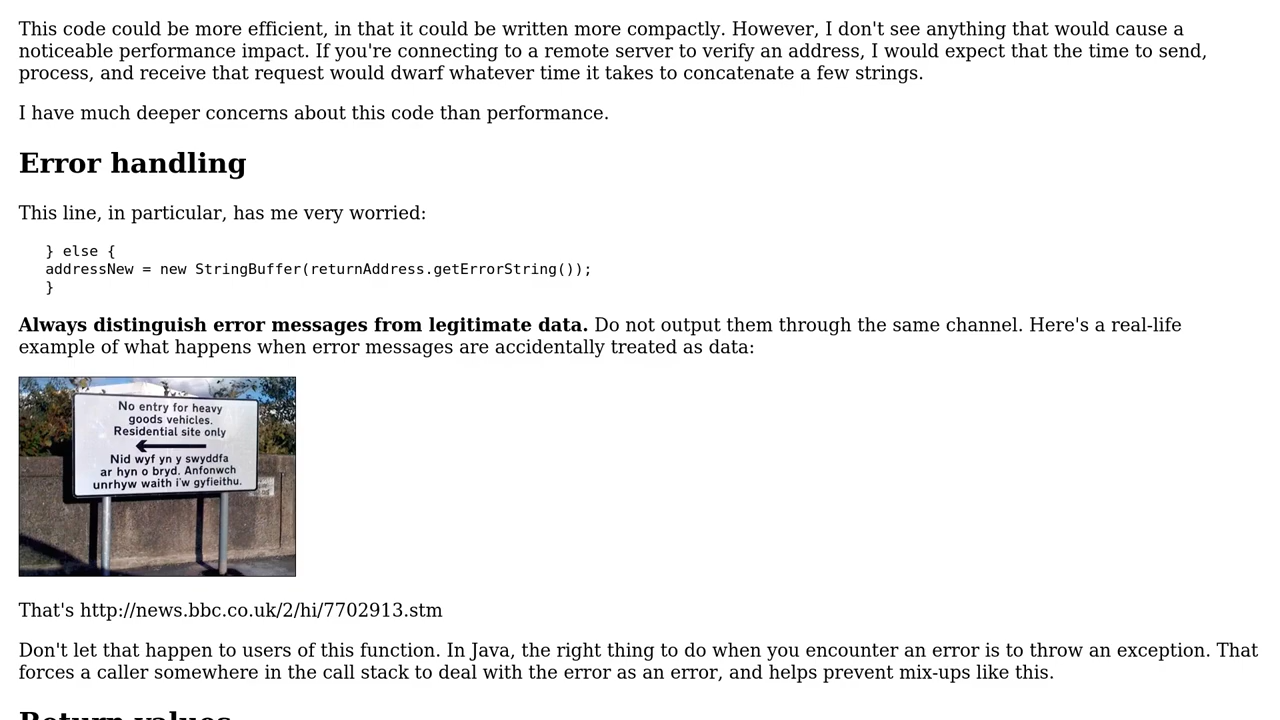 This code could be more efficient, in that it could be written more compactly. However, I don't see anything that would cause a
noticeable performance impact. If you're connecting to a remote server to verify an address, I would expect that the time to send,
process, and receive that request would dwarf whatever time it takes to concatenate a few strings.
I have much deeper concerns about this code than performance.
Error handling
This line, in particular, has me very worried:
} else {
addressNew = new StringBuffer(returnAddress.getErrorString());
}
Always distinguish error messages from legitimate data. Do not output them through the same channel. Here's a real-life
example of what happens when error messages are accidentally treated as data:
No entry for heavy
goods vehicles.
Residential site only
Nid wyf yn y swyddfa
ar hyn o bryd. Anfonwch
unrhyw waith i'w gyfieithu.
That's http://news.bbc.co.uk/2/hi/7702913.stm
Don't let that happen to users of this function. In Java, the right thing to do when you encounter an error is to throw an exception. That
forces a caller somewhere in the call stack to deal with the error as an error, and helps prevent mix-ups like this.
Return values